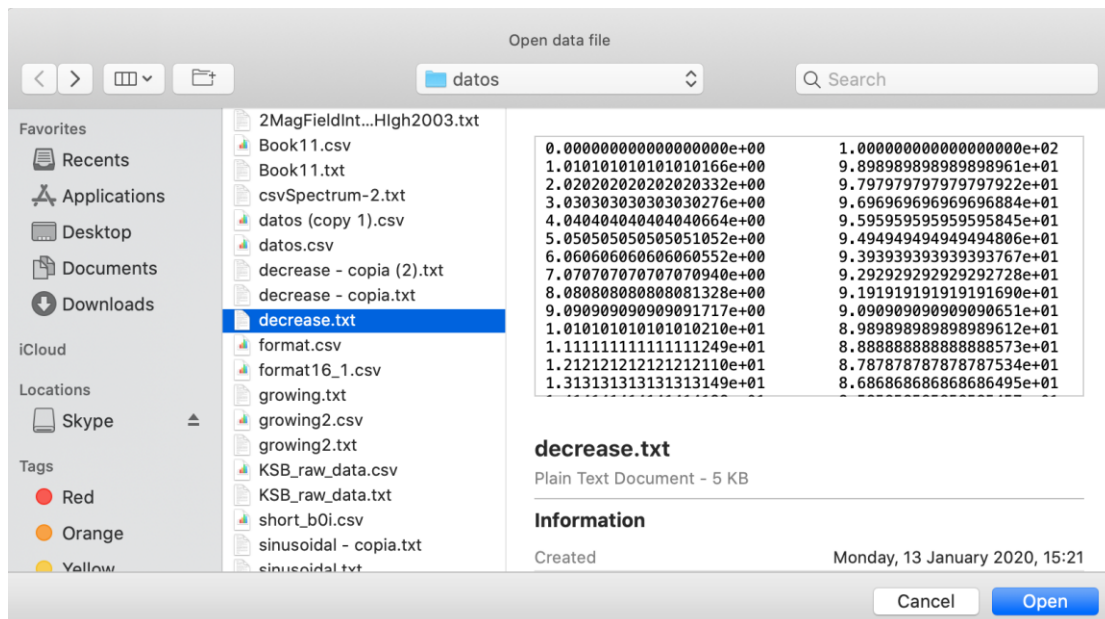 Open data file
datos
Search
Favorites
Recents
Applications
Desktop
Documents
Downloads
iCloud
Locations
Skype
Tags
Red
Orange
Yellow
2MagFieldInt...HIgh2003.txt
Book11.csv
Book11.txt
csvSpectrum-2.txt
datos (copy 1).csv
datos.csv
decrease - copia (2).txt
decrease - copia.txt
decrease.txt
format.csv
format16_1.csv
growing.txt
growing2.csv
growing2.txt
KSB_raw_data.csv
KSB_raw_data.txt
short_b0i.csv
sinusoidal - copia.txt
sinusoidal.txt
0.000000000000000000e+00 1.000000000000000000e+02
1.010101010101010166e+00 9.898989898989898961e+01
2.020202020202020332e+00 9.797979797979797922e+01
3.030303030303030276e+00 9.696969696969696884e+01
4.040404040404040664e+00 9.595959595959595845e+01
5.050505050505051052e+00 9.494949494949494806e+01
6.060606060606060552e+00 9.393939393939393767e+01
7.070707070707070940e+00 9.292929292929292728e+01
8.080808080808081328e+00 9.191919191919191690e+01
9.090909090909091717e+00 9.090909090909090651e+01
1.010101010101010210e+01 8.989898989898989612e+01
1.111111111111111249e+01 8.888888888888888573e+01
1.212121212121212110e+01 8.787878787878787534e+01
1.313131313131313149e+01 8.686868686868686495e+01
decrease.txt
Plain Text Document - 5 KB
Information
Created Monday, 13 January 2020, 15:21
Cancel
Open